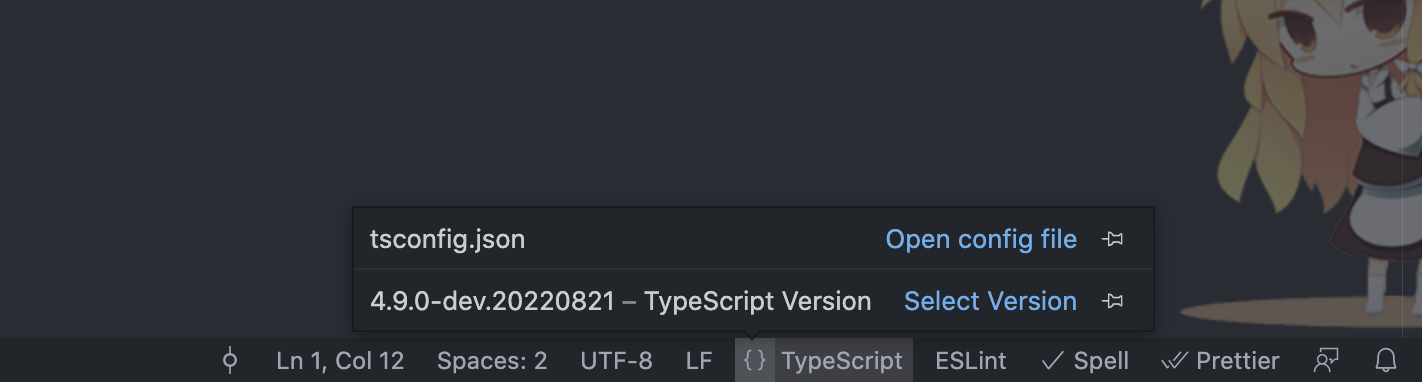 tsconfig.json Open config file
4.9.0-dev.20220821 – TypeScript Version Select Version
Ln 1, Col 12 Spaces: 2 UTF-8 LF {} TypeScript ESLint ✓ Spell Prettier